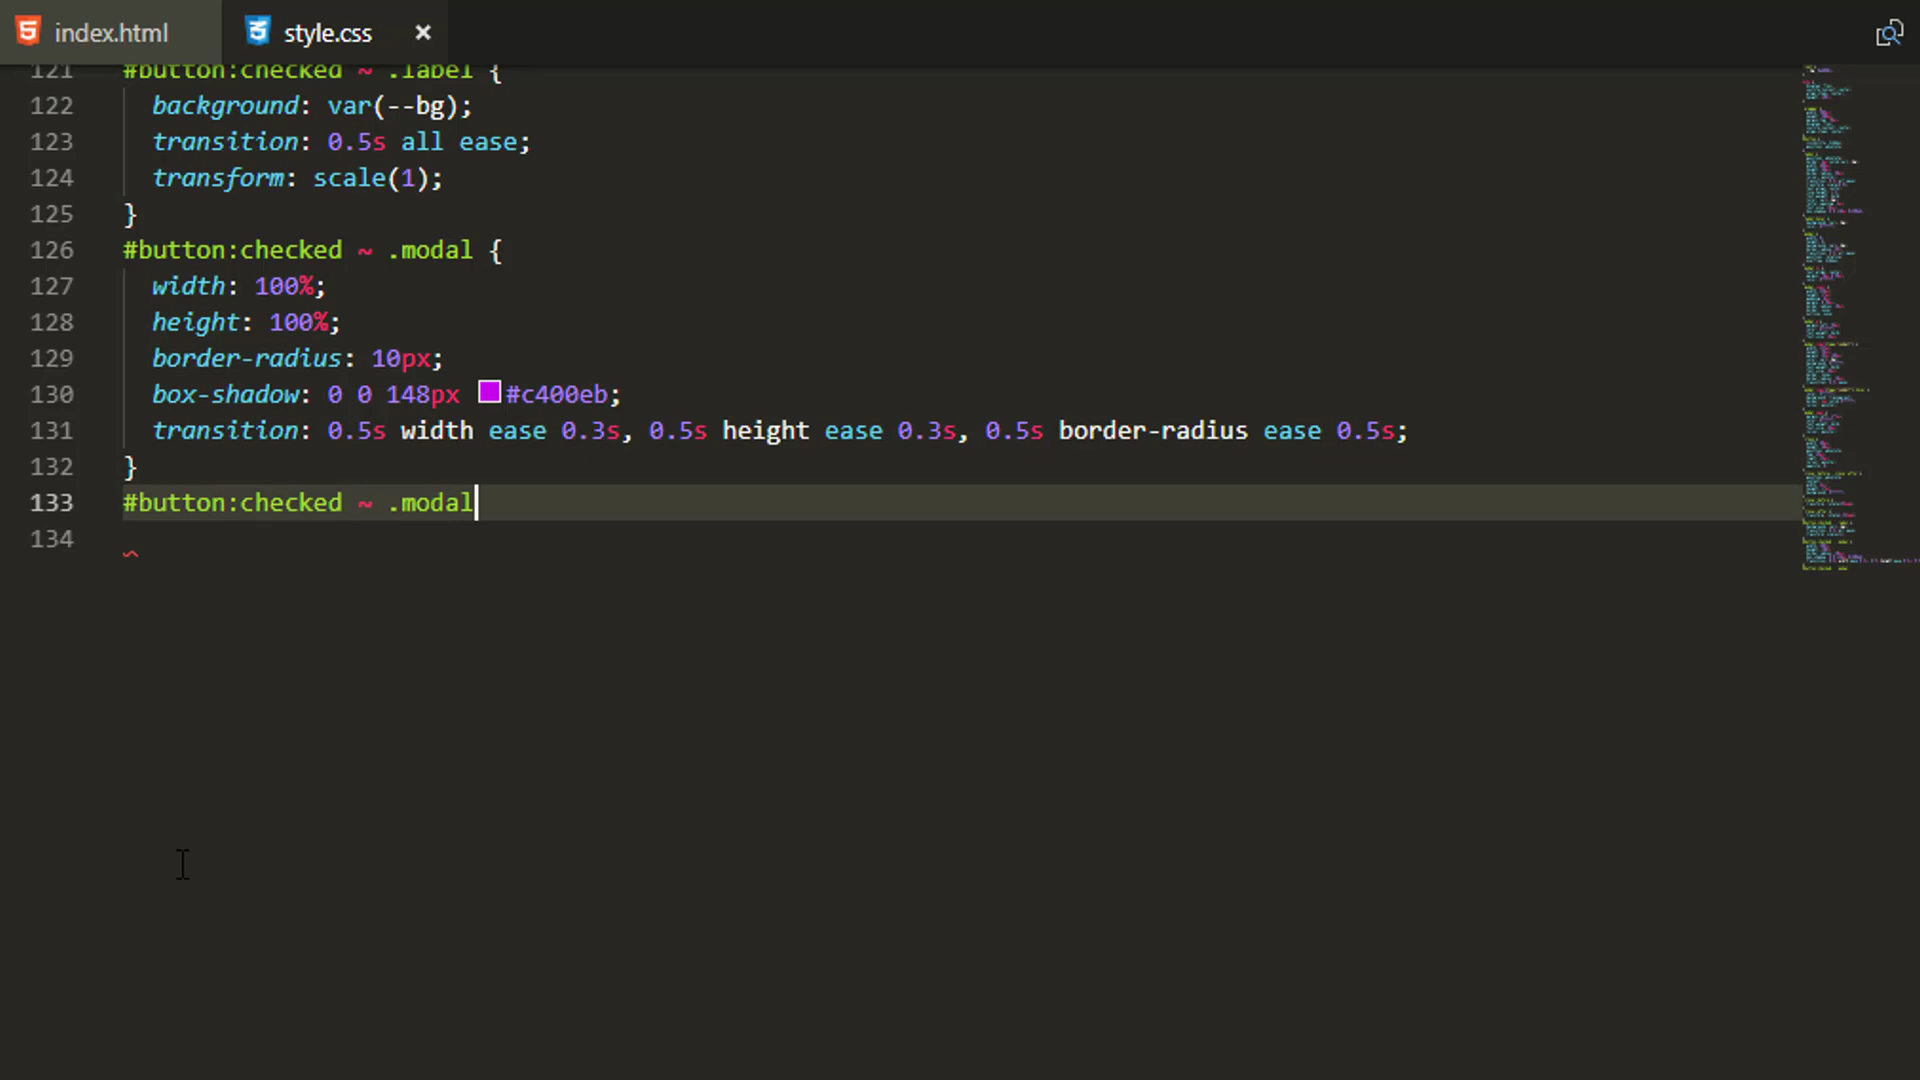 index.html
style.css
121 #button:checked ~ .label {
122 background: var(--bg);
123 transition: 0.5s all ease;
124 transform: scale(1);
125 }
126 #button:checked ~ .modal {
127 width: 100%;
128 height: 100%;
129 border-radius: 10px;
130 box-shadow: 0 0 148px #c400eb;
131 transition: 0.5s width ease 0.3s, 0.5s height ease 0.3s, 0.5s border-radius ease 0.5s;
132 }
133 #button:checked ~ .modal
134